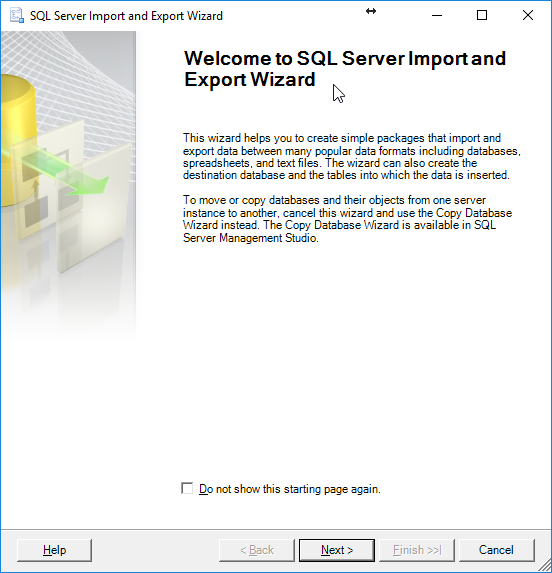 SQL Server Import and Export Wizard
Welcome to SQL Server Import and
Export Wizard
This wizard helps you to create simple packages that import and
export data between many popular data formats including databases,
spreadsheets, and text files. The wizard can also create the
destination database and the tables into which the data is inserted.
To move or copy databases and their objects from one server
instance to another, cancel this wizard and use the Copy Database
Wizard instead. The Copy Database Wizard is available in SQL
Server Management Studio.
Do not show this starting page again.
Help
< Back
Next >
Finish >>|
Cancel